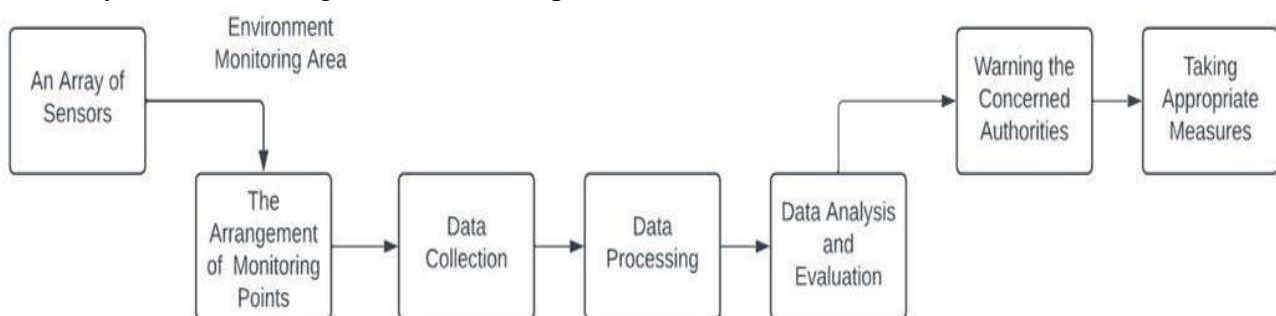 An Array of
Sensors
Environment
Monitoring Area
The
Arrangement
of Monitoring
Points
Data
Collection
Data
Processing
Data Analysis
and
Evaluation
Warning the
Concerned
Authorities
Taking
Appropriate
Measures